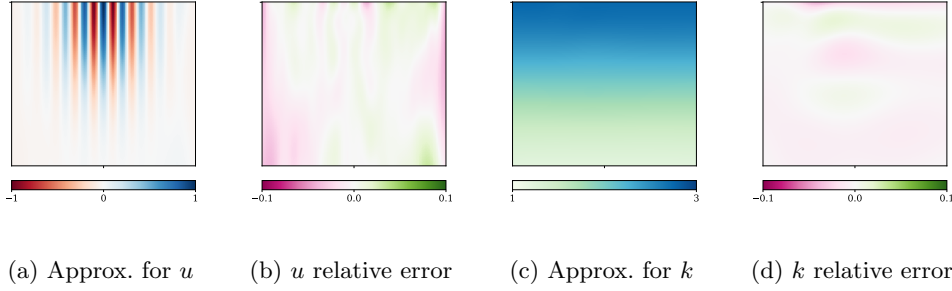 −1 0 1
−0.1 0.0 0.1
1 3
−0.1 0.0 0.1
(a) Approx. for u
(b) u relative error
(c) Approx. for k
(d) k relative error